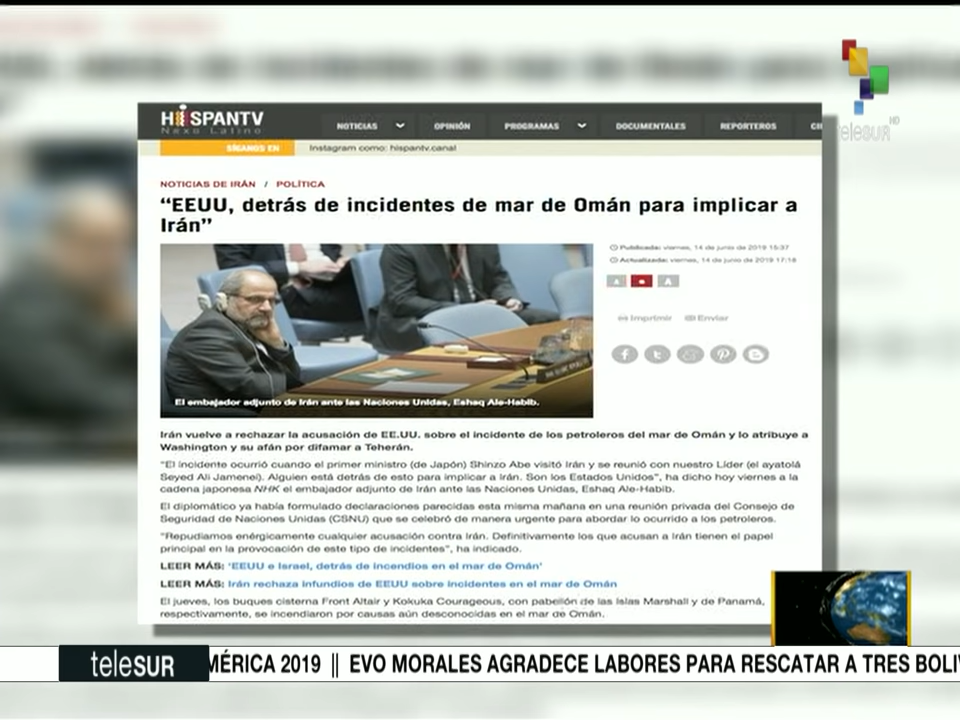 HISPANTV
Nexo Latino
NOTICIAS OPINIÓN PROGRAMAS DOCUMENTALES REPORTEROS
SÍGANOS EN Instagram como: hispantv.canal
teleSUR HD
NOTICIAS DE IRÁN / POLÍTICA
“EEUU, detrás de incidentes de mar de Omán para implicar a
Irán”
Publicada: viernes, 14 de junio de 2019 15:37
Actualizada: viernes, 14 de junio de 2019 17:18
A a A
Imprimir Enviar
El embajador adjunto de Irán ante las Naciones Unidas, Eshaq Ale-Habib.
Irán vuelve a rechazar la acusación de EE.UU. sobre el incidente de los petroleros del mar de Omán y lo atribuye a
Washington y su afán por difamar a Teherán.
“El incidente ocurrió cuando el primer ministro (de Japón) Shinzo Abe visitó Irán y se reunió con nuestro Líder (el ayatolá
Seyed Ali Jamenei). Alguien está detrás de esto para implicar a Irán. Son los Estados Unidos”, ha dicho hoy viernes a la
cadena japonesa NHK el embajador adjunto de Irán ante las Naciones Unidas, Eshaq Ale-Habib.
El diplomático ya había formulado declaraciones parecidas esta misma mañana en una reunión privada del Consejo de
Seguridad de Naciones Unidas (CSNU) que se celebró de manera urgente para abordar lo ocurrido a los petroleros.
“Repudiamos enérgicamente cualquier acusación contra Irán. Definitivamente los que acusan a Irán tienen el papel
principal en la provocación de este tipo de incidentes”, ha indicado.
LEER MÁS: ‘EEUU e Israel, detrás de incendios en el mar de Omán’
LEER MÁS: Irán rechaza infundios de EEUU sobre incidentes en el mar de Omán
El jueves, los buques cisterna Front Altair y Kokuka Courageous, con pabellón de las Islas Marshall y de Panamá,
respectivamente, se incendiaron por causas aún desconocidas en el mar de Omán.
teleSUR MÉRICA 2019 || EVO MORALES AGRADECE LABORES PARA RESCATAR A TRES BOLIV